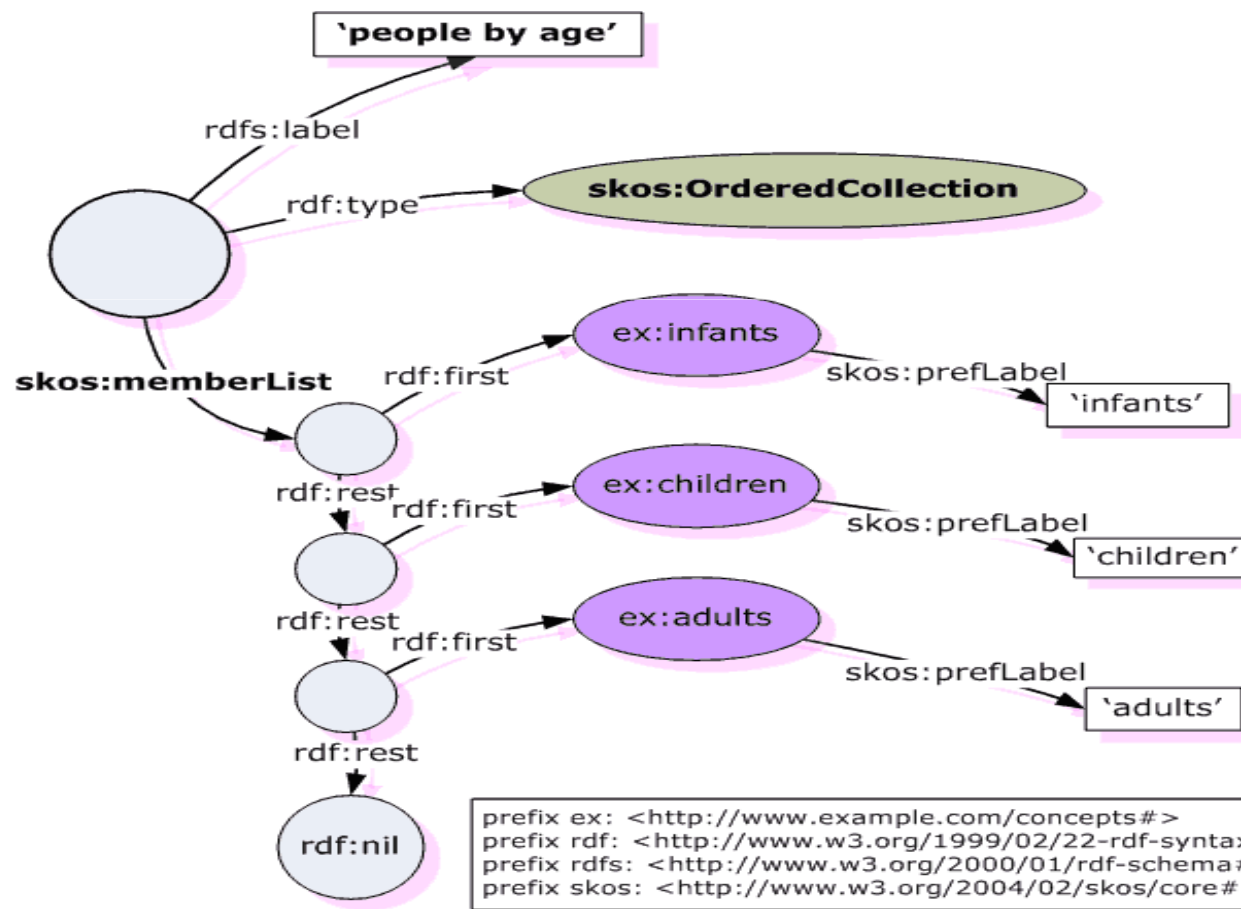 ‘people by age’
rdfs:label
skos:OrderedCollection
rdf:type
ex:infants
skos:memberList
rdf:first
skos:prefLabel
‘infants’
rdf:rest
rdf:first
ex:children
skos:prefLabel
‘children’
rdf:rest
rdf:first
ex:adults
skos:prefLabel
‘adults’
rdf:rest
rdf:nil
prefix ex: <http://www.example.com/concepts#>
prefix rdf: <http://www.w3.org/1999/02/22-rdf-syntax
prefix rdfs: <http://www.w3.org/2000/01/rdf-schema#
prefix skos: <http://www.w3.org/2004/02/skos/core#